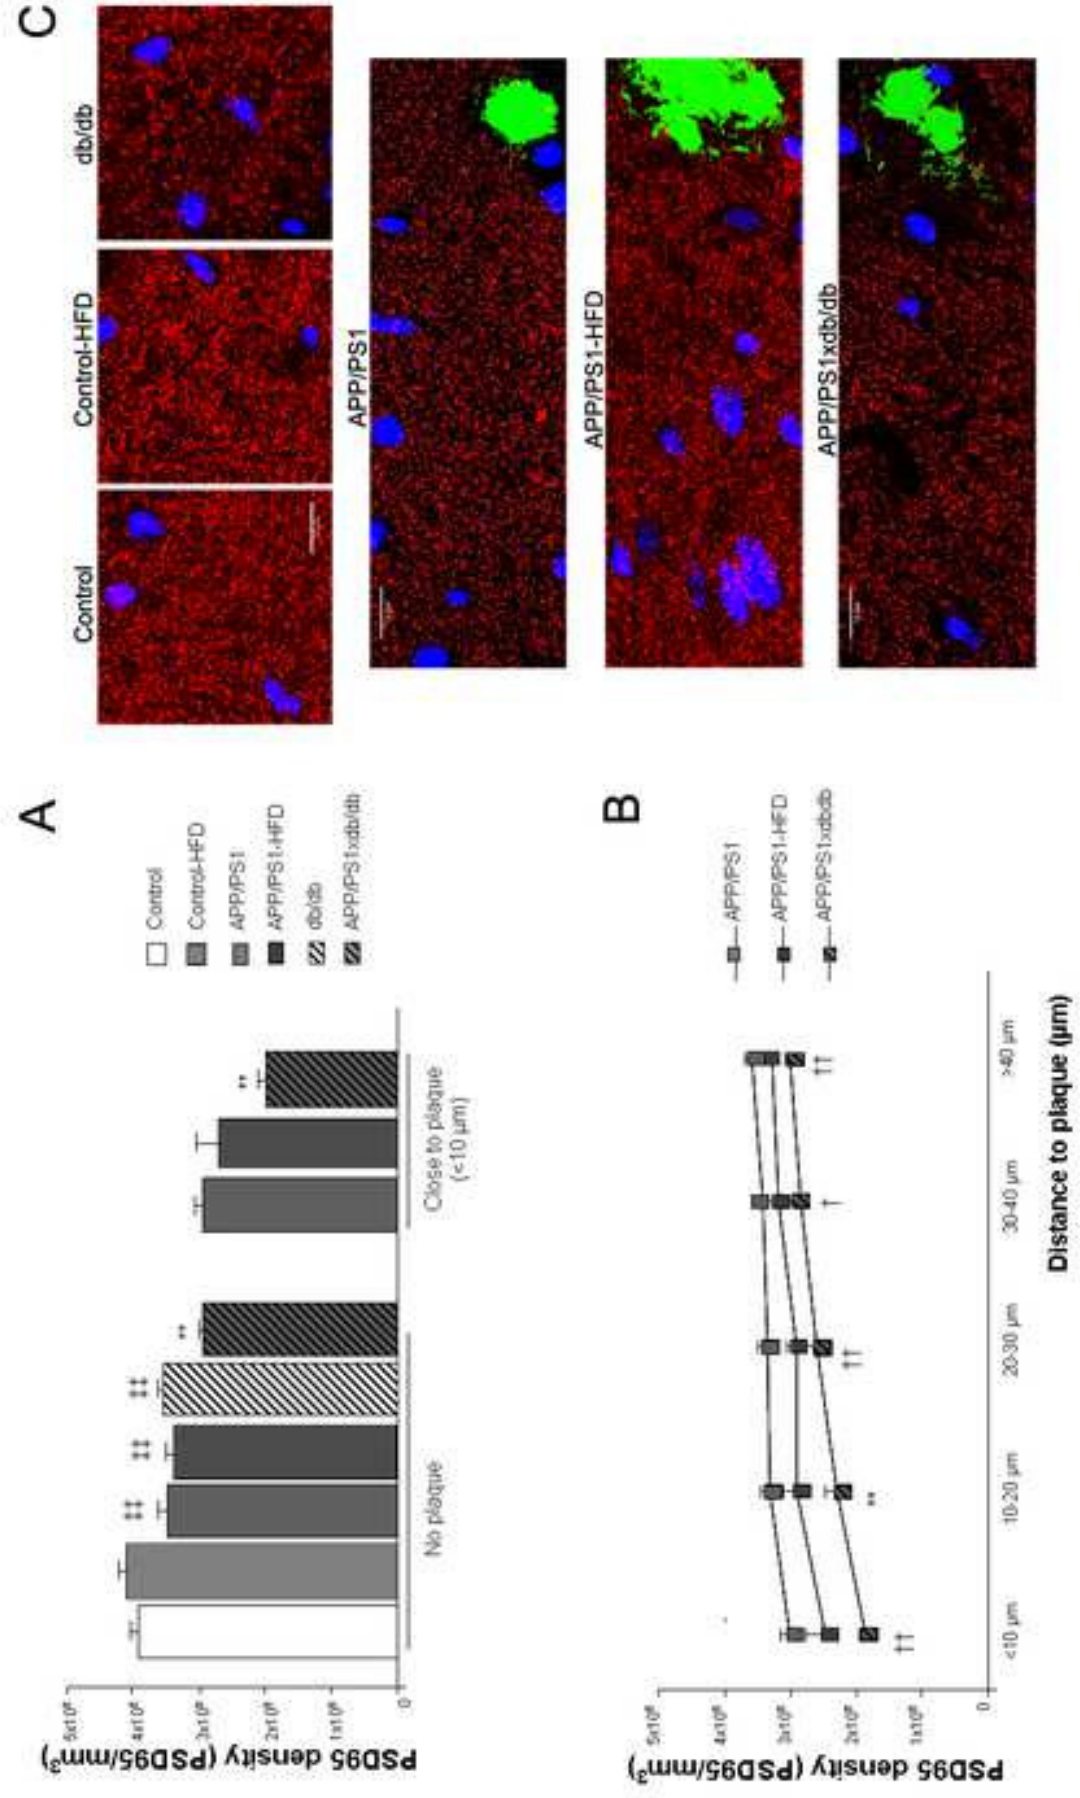 A
PSD95 density (PSD95/mm³)
5x10⁸
4x10⁸
3x10⁸
2x10⁸
1x10⁸
0
‡‡
‡‡
‡‡
**
**
No plaque
Close to plaque
(<10 µm)
Control
Control-HFD
APP/PS1
APP/PS1-HFD
db/db
APP/PS1xdb/db
B
PSD95 density (PSD95/mm³)
5x10⁸
4x10⁸
3x10⁸
2x10⁸
1x10⁸
0
††
**
††
†
††
<10 µm
10-20 µm
20-30 µm
30-40 µm
>40 µm
Distance to plaque (µm)
APP/PS1
APP/PS1-HFD
APP/PS1xdbdb
C
Control
Control-HFD
db/db
APP/PS1
APP/PS1-HFD
APP/PS1xdb/db